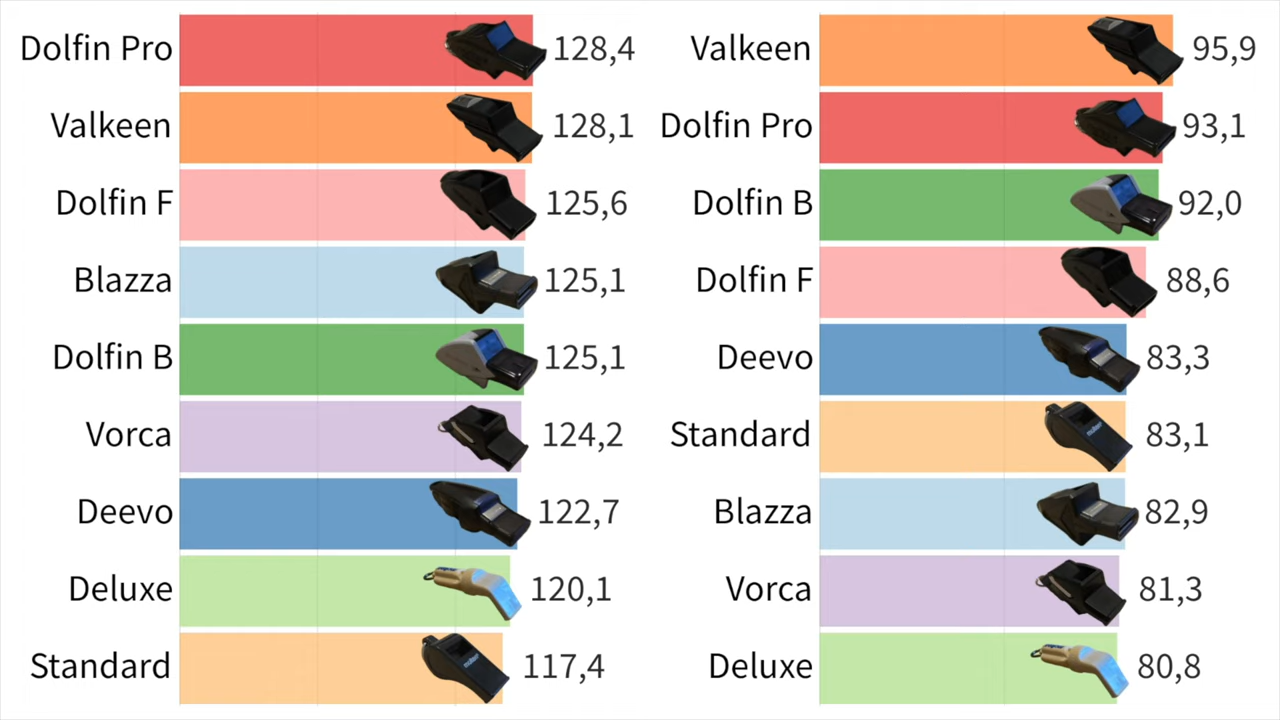 Dolfin Pro 128,4
Valkeen 128,1
Dolfin F 125,6
Blazza 125,1
Dolfin B 125,1
Vorca 124,2
Deevo 122,7
Deluxe 120,1
Standard 117,4
Valkeen 95,9
Dolfin Pro 93,1
Dolfin B 92,0
Dolfin F 88,6
Deevo 83,3
Standard 83,1
Blazza 82,9
Vorca 81,3
Deluxe 80,8